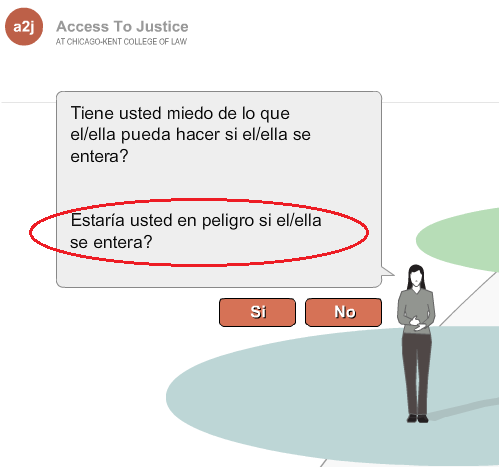 a2j
Access To Justice
AT CHICAGO-KENT COLLEGE OF LAW
Tiene usted miedo de lo que
el/ella pueda hacer si el/ella se
entera?
Estaría usted en peligro si el/ella
se entera?
Si
No